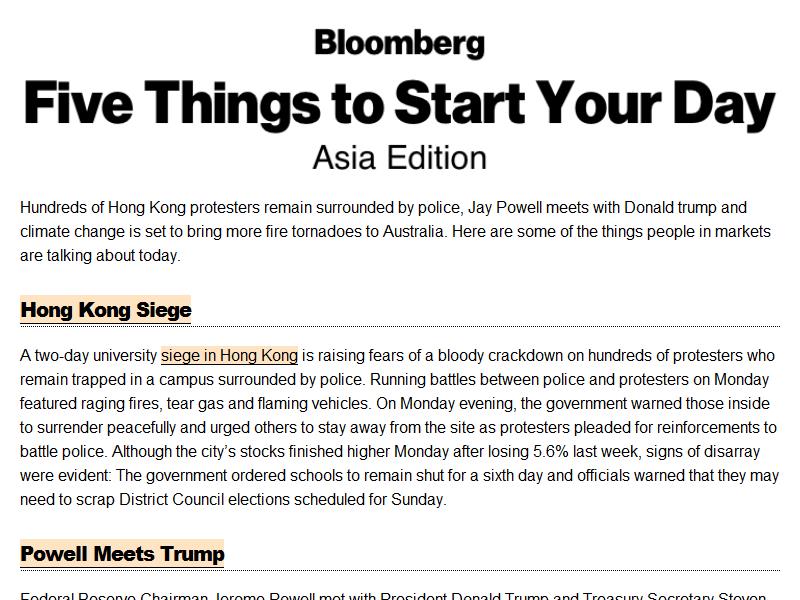 Bloomberg
Five Things to Start Your Day
Asia Edition
Hundreds of Hong Kong protesters remain surrounded by police, Jay Powell meets with Donald trump and
climate change is set to bring more fire tornadoes to Australia. Here are some of the things people in markets
are talking about today.
Hong Kong Siege
A two-day university siege in Hong Kong is raising fears of a bloody crackdown on hundreds of protesters who
remain trapped in a campus surrounded by police. Running battles between police and protesters on Monday
featured raging fires, tear gas and flaming vehicles. On Monday evening, the government warned those inside
to surrender peacefully and urged others to stay away from the site as protesters pleaded for reinforcements to
battle police. Although the city’s stocks finished higher Monday after losing 5.6% last week, signs of disarray
were evident: The government ordered schools to remain shut for a sixth day and officials warned that they may
need to scrap District Council elections scheduled for Sunday.
Powell Meets Trump
Federal Reserve Chairman Jerome Powell met with President Donald Trump and Treasury Secretary Steven